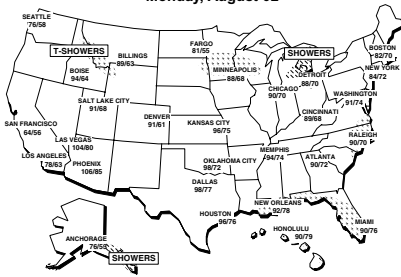 Monday, August 02
SEATTLE
76/58
T-SHOWERS
BILLINGS
89/63
BOISE
94/64
FARGO
81/55
MINNEAPOLIS
88/68
SHOWERS
BOSTON
82/70
NEW YORK
84/72
DETROIT
88/70
CHICAGO
90/70
WASHINGTON
91/74
SALT LAKE CITY
91/68
DENVER
91/61
KANSAS CITY
96/75
CINCINNATI
89/68
SAN FRANCISCO
64/56
LAS VEGAS
104/80
RALEIGH
90/70
LOS ANGELES
78/63
PHOENIX
106/85
OKLAHOMA CITY
98/72
MEMPHIS
94/74
ATLANTA
90/72
DALLAS
98/77
HOUSTON
96/76
NEW ORLEANS
92/78
MIAMI
90/76
ANCHORAGE
76/59
SHOWERS
HONOLULU
90/79